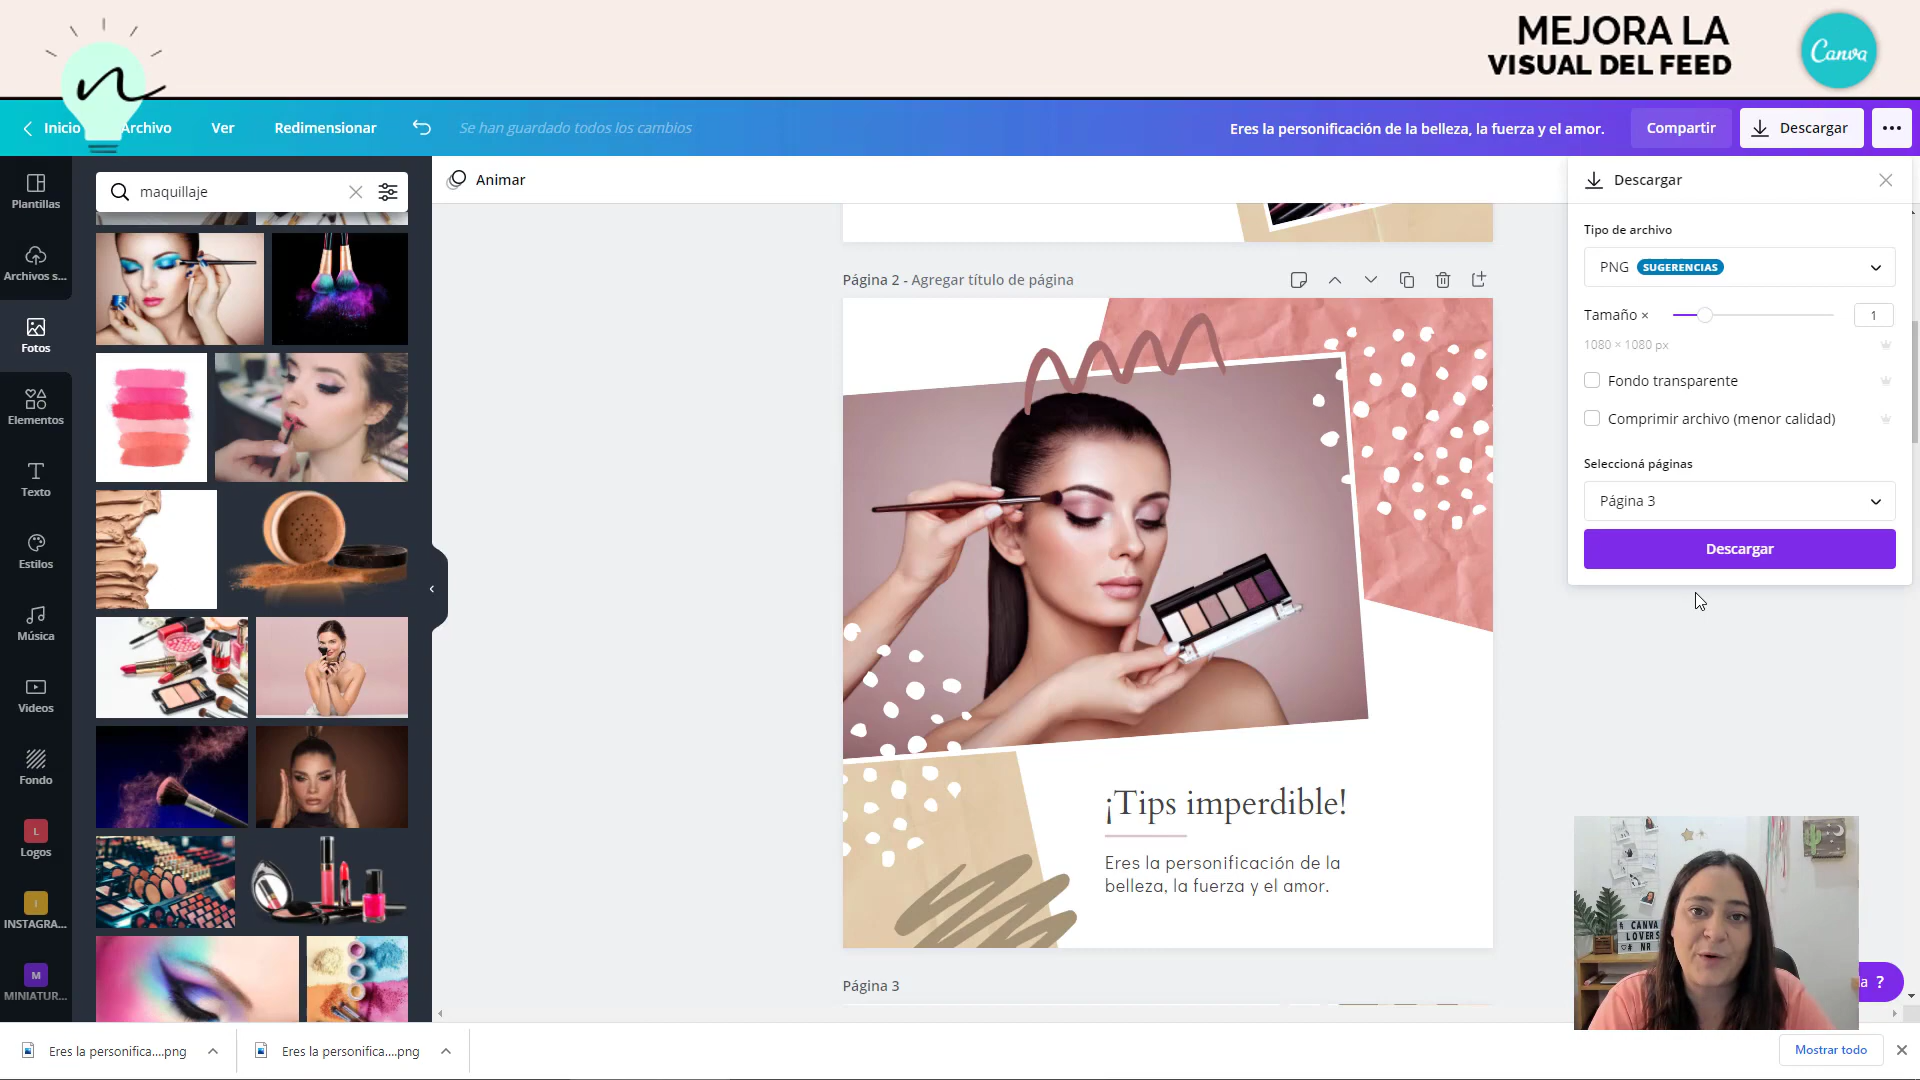 MEJORA LA
VISUAL DEL FEED
Canva
n
Inicio
Archivo
Ver
Redimensionar
Se han guardado todos los cambios
Eres la personificación de la belleza, la fuerza y el amor.
Compartir
Descargar
Plantillas
Archivos s...
Fotos
Elementos
Texto
Estilos
Música
Videos
Fondo
L
Logos
I
INSTAGRA...
M
MINIATUR...
maquillaje
Animar
Página 2 - Agregar título de página
¡Tips imperdible!
Eres la personificación de la
belleza, la fuerza y el amor.
Página 3
Descargar
Tipo de archivo
PNG SUGERENCIAS
Tamaño × 1
1080 × 1080 px
Fondo transparente
Comprimir archivo (menor calidad)
Seleccioná páginas
Página 3
Descargar
CANVA
LOVERS
# NR
a ?
Eres la personifica....png
Eres la personifica....png
Mostrar todo